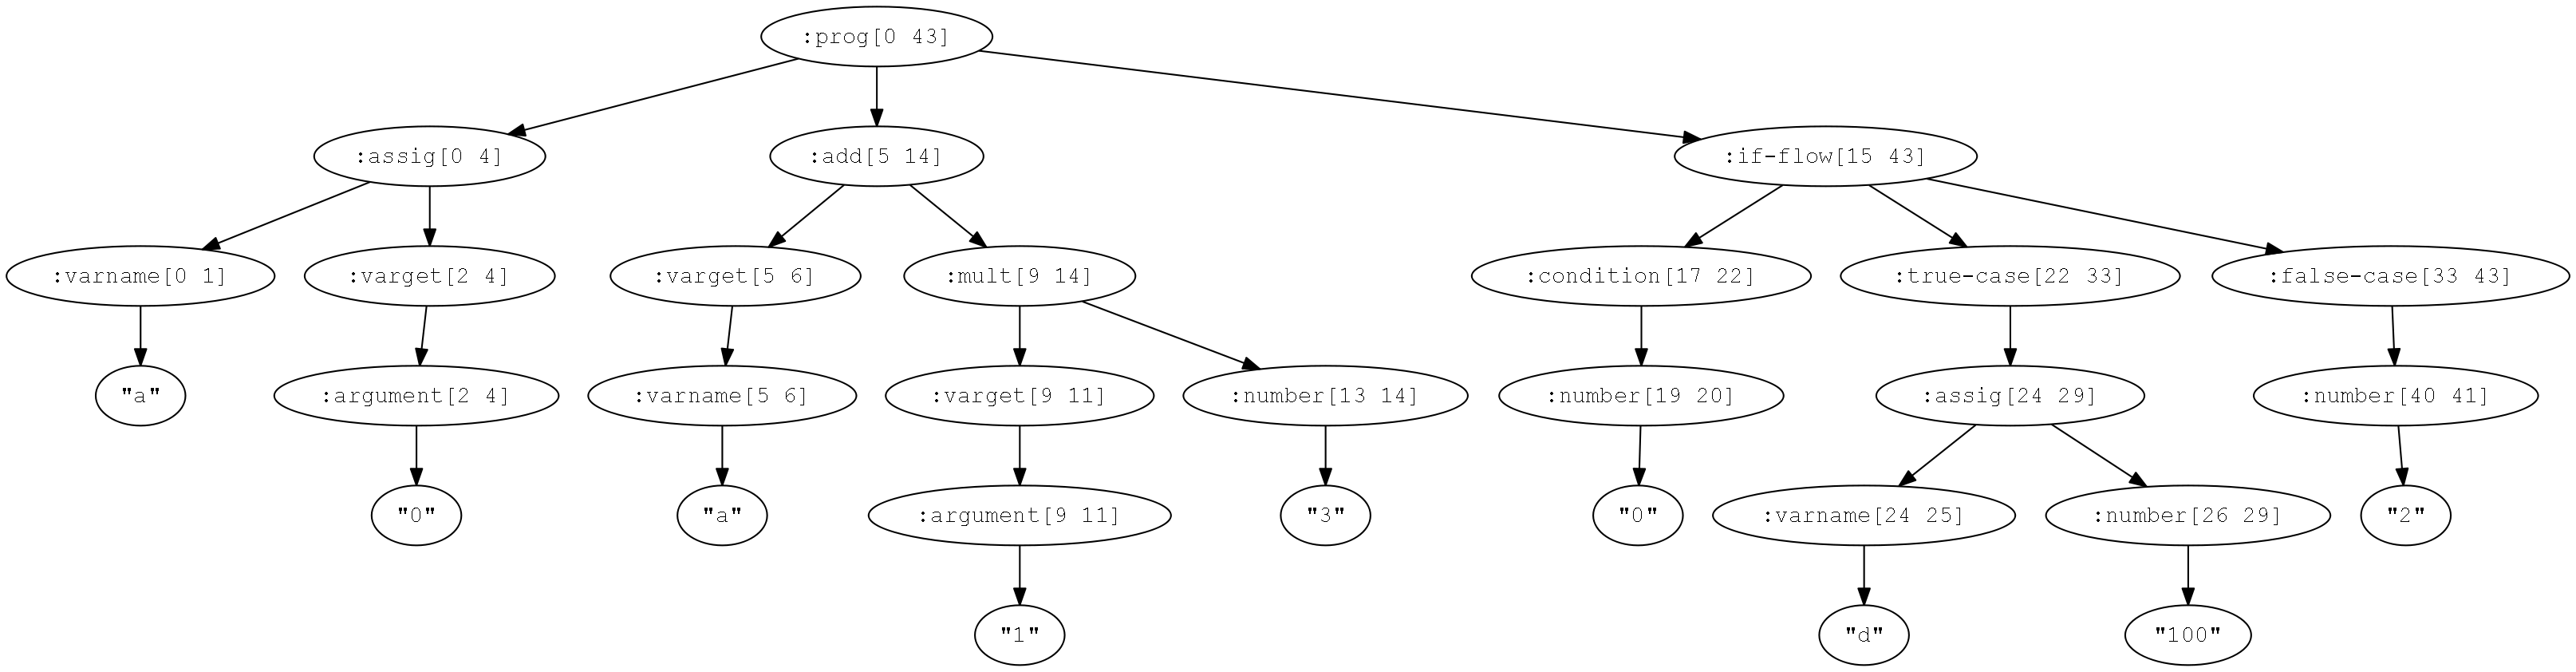 :prog[0 43]
:assig[0 4]
:add[5 14]
:if-flow[15 43]
:varname[0 1]
:varget[2 4]
:varget[5 6]
:mult[9 14]
:condition[17 22]
:true-case[22 33]
:false-case[33 43]
"a"
:argument[2 4]
:varname[5 6]
:varget[9 11]
:number[13 14]
:number[19 20]
:assig[24 29]
:number[40 41]
"0"
"a"
:argument[9 11]
"3"
"0"
:varname[24 25]
:number[26 29]
"2"
"1"
"d"
"100"